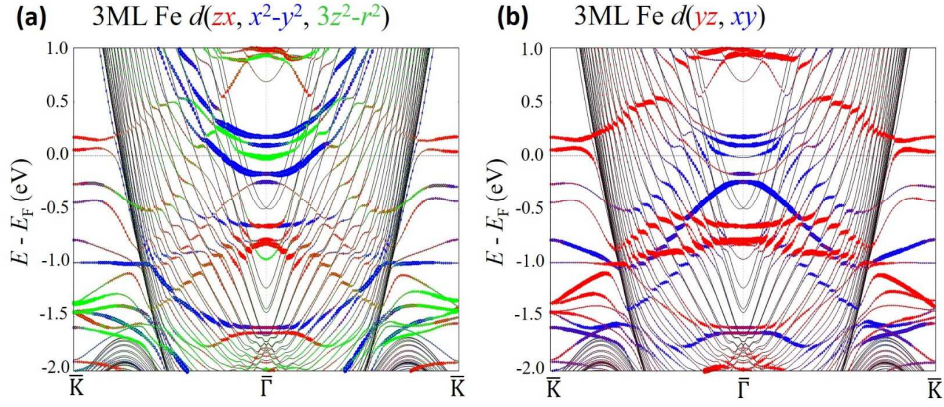 (a) 3ML Fe d(zx, x²-y², 3z²-r²)
1.0
0.5
0.0
-0.5
-1.0
-1.5
-2.0
E - E_F (eV)
K̅ Γ̅ K̅
(b) 3ML Fe d(yz, xy)
1.0
0.5
0.0
-0.5
-1.0
-1.5
-2.0
E - E_F (eV)
K̅ Γ̅ K̅